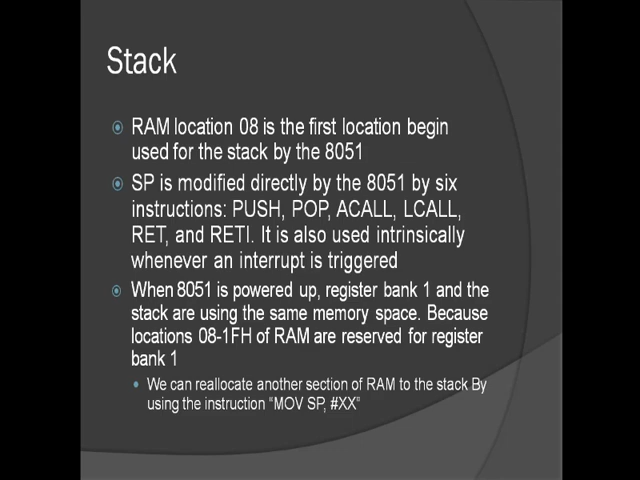 Stack
RAM location 08 is the first location begin
used for the stack by the 8051
SP is modified directly by the 8051 by six
instructions: PUSH, POP, ACALL, LCALL,
RET, and RETI. It is also used intrinsically
whenever an interrupt is triggered
When 8051 is powered up, register bank 1 and the
stack are using the same memory space. Because
locations 08-1FH of RAM are reserved for register
bank 1
We can reallocate another section of RAM to the stack By
using the instruction “MOV SP, #XX”